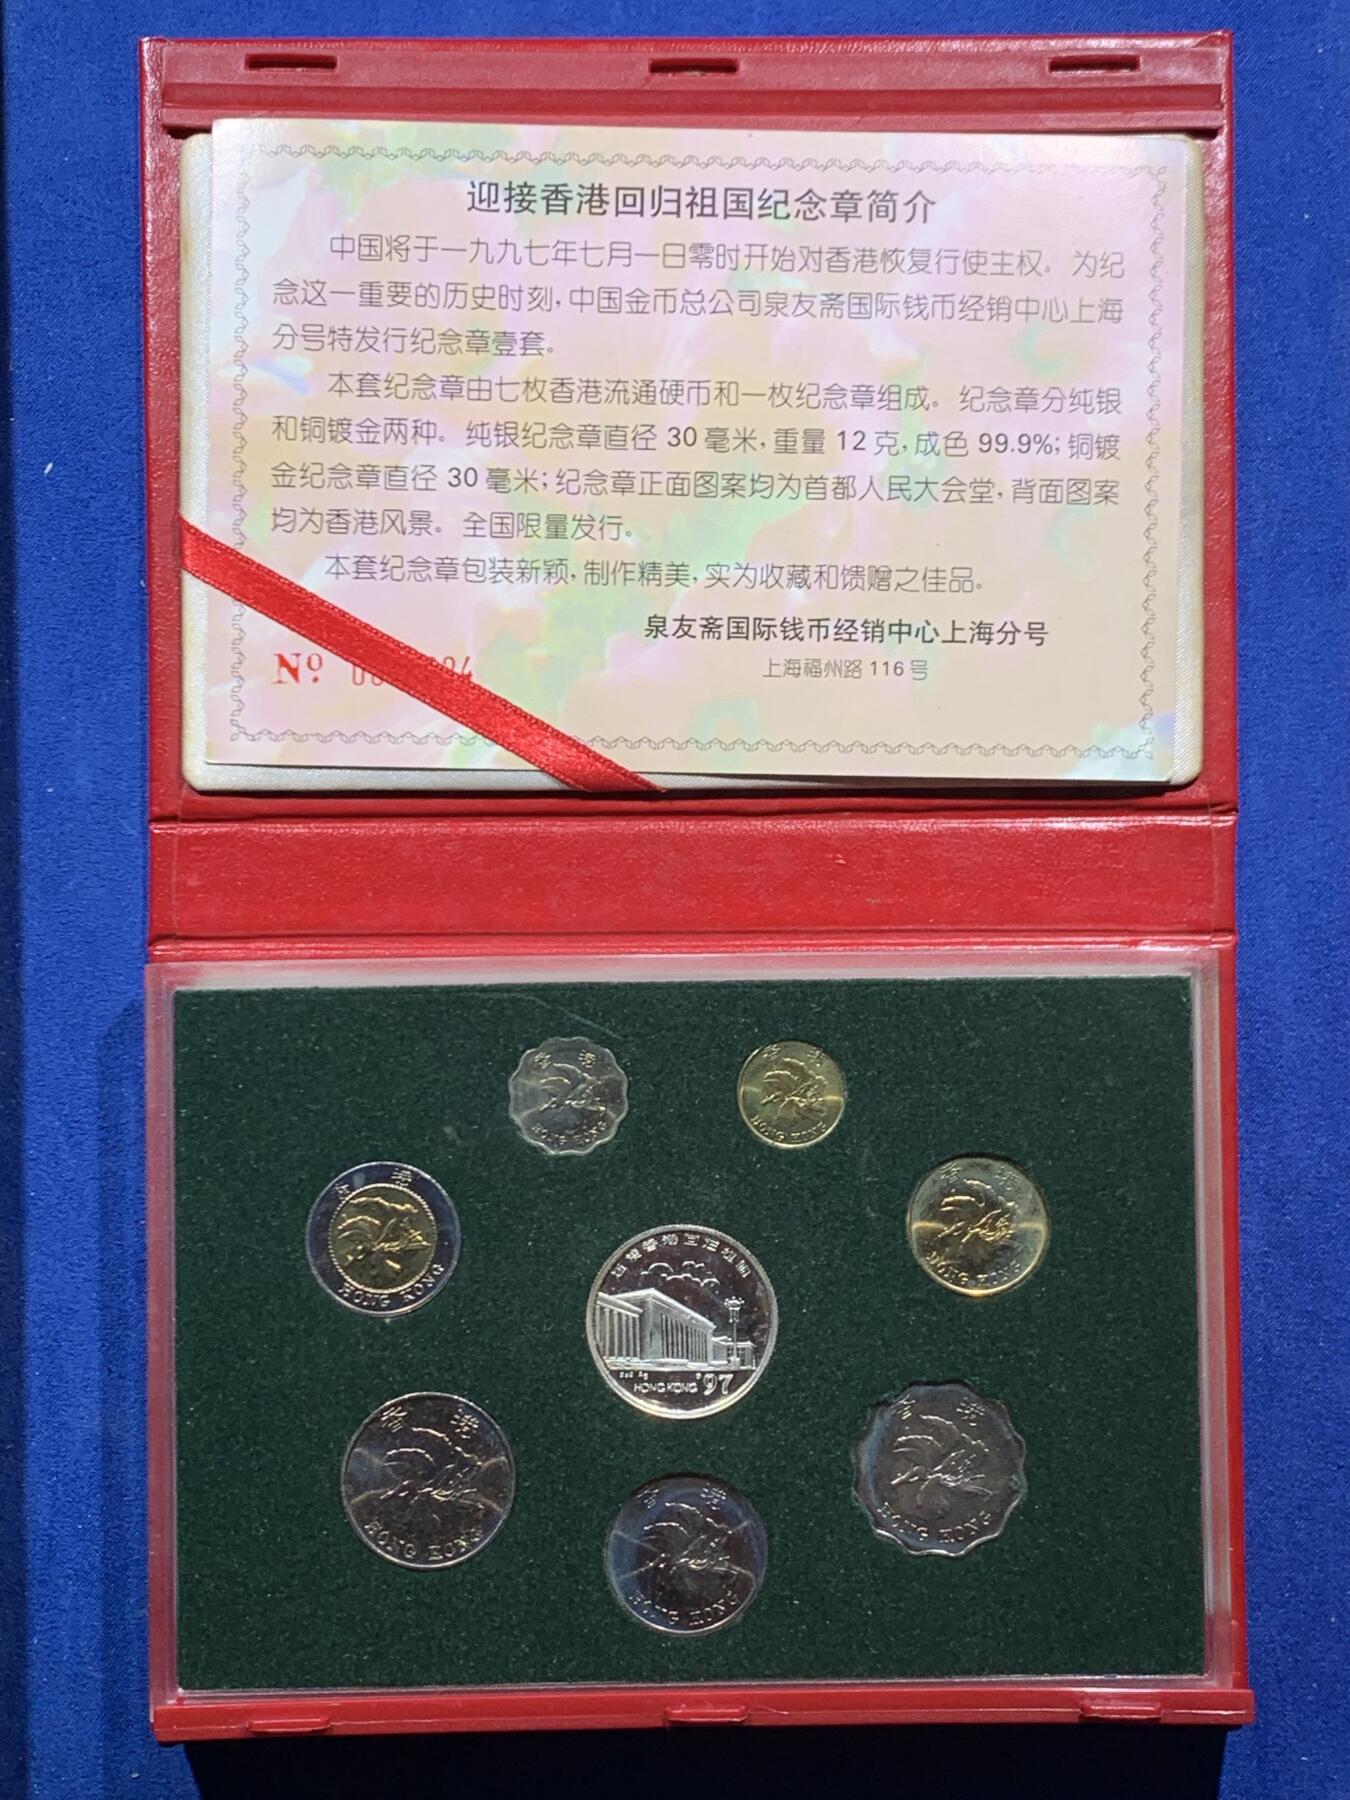 迎接香港回归祖国纪念章简介
中国将于一九九七年七月一日零时开始对香港恢复行使主权。为纪
念这一重要的历史时刻,中国金币总公司泉友斋国际钱币经销中心上海
分号特发行纪念章壹套。
本套纪念章由七枚香港流通硬币和一枚纪念章组成。纪念章分纯银
和铜镀金两种。纯银纪念章直径 30 毫米,重量 12 克,成色 99.9%;铜镀
金纪念章直径 30 毫米;纪念章正面图案均为首都人民大会堂,背面图案
均为香港风景。全国限量发行。
本套纪念章包装新颖,制作精美,实为收藏和馈赠之佳品。
泉友斋国际钱币经销中心上海分号
上海福州路 116 号
Nº
香 港
HONG KONG
香 港
HONG KONG
香 港
HONG KONG
香 港
HONG KONG
迎接香港回归祖国
HONG KONG '97
香 港
HONG KONG
香 港
HONG KONG
香 港
HONG KONG